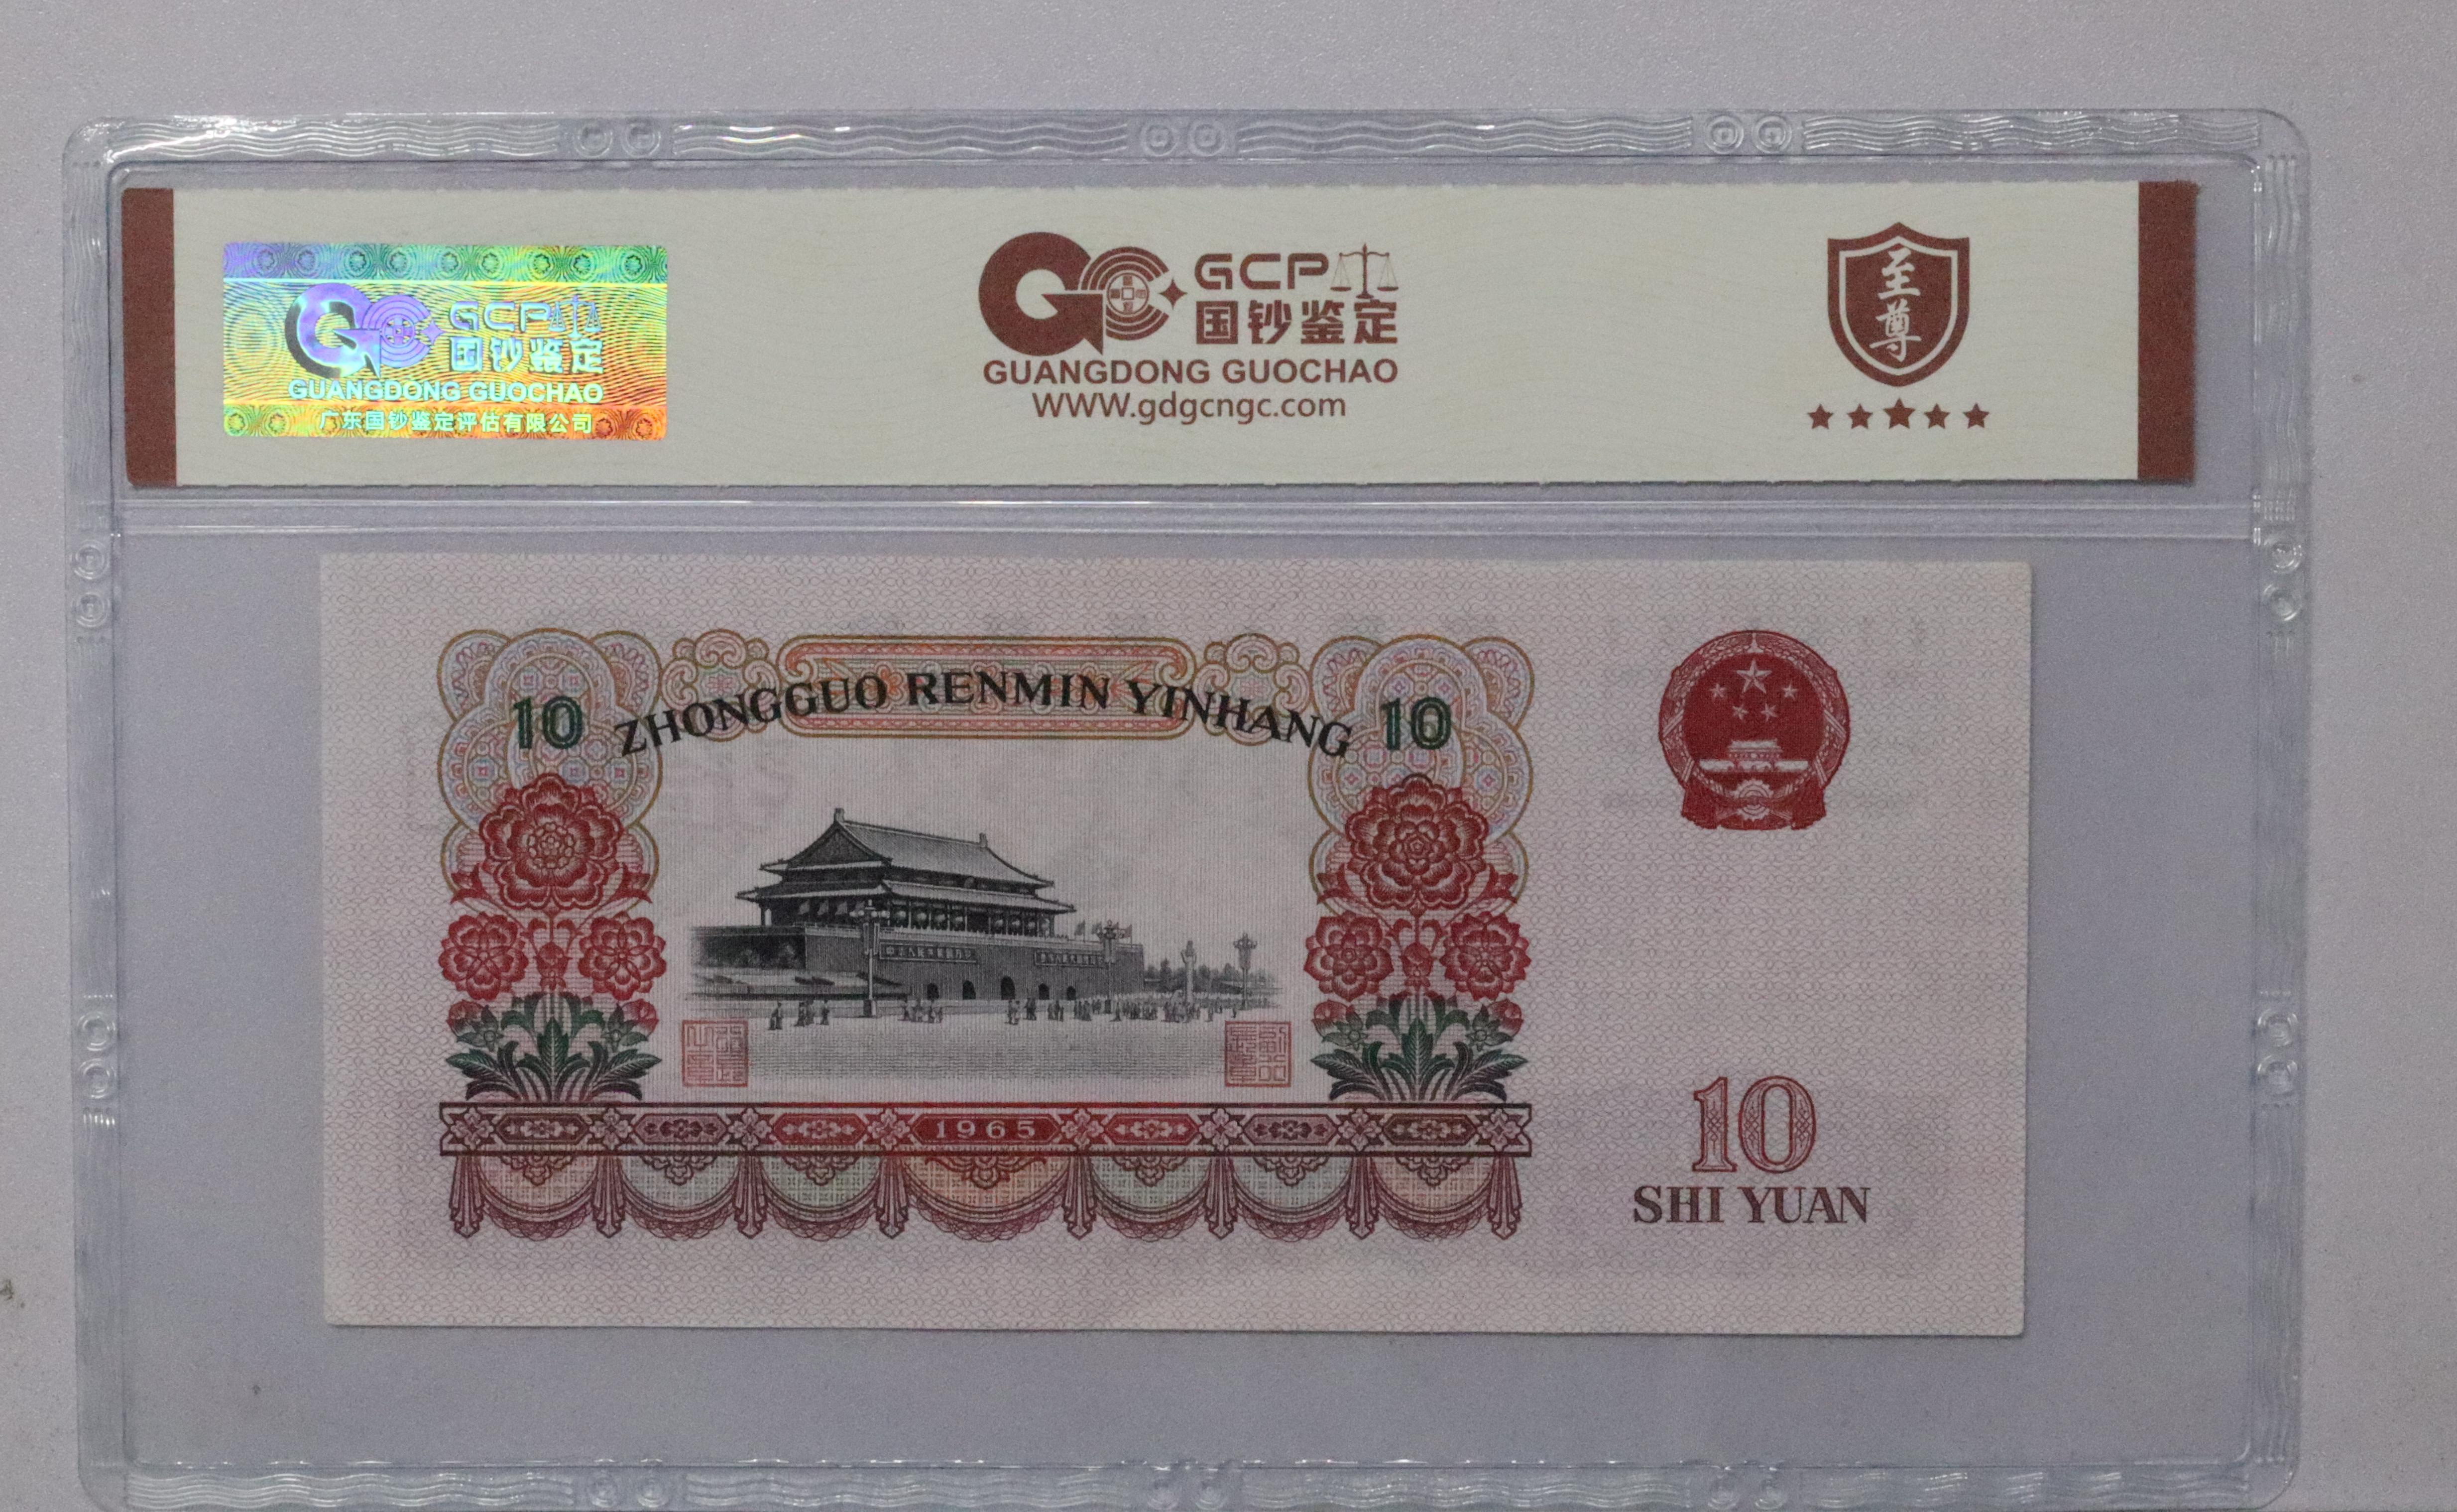 GCP
国钞鉴定
GUANGDONG GUOCHAO
广东国钞鉴定评估有限公司
GCP
国钞鉴定
GUANGDONG GUOCHAO
WWW.gdgcngc.com
至尊
10 ZHONGGUO RENMIN YINHANG 10
1965
10
SHI YUAN